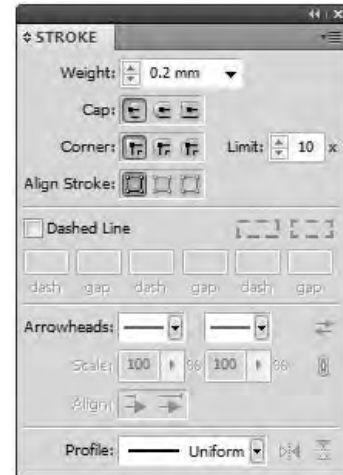 STROKE
Weight: 0.2 mm
Cap:
Corner: Limit: 10 x
Align Stroke:
Dashed Line
dash gap dash gap dash gap
Arrowheads:
Scale: 100 % 100 %
Align:
Profile: Uniform